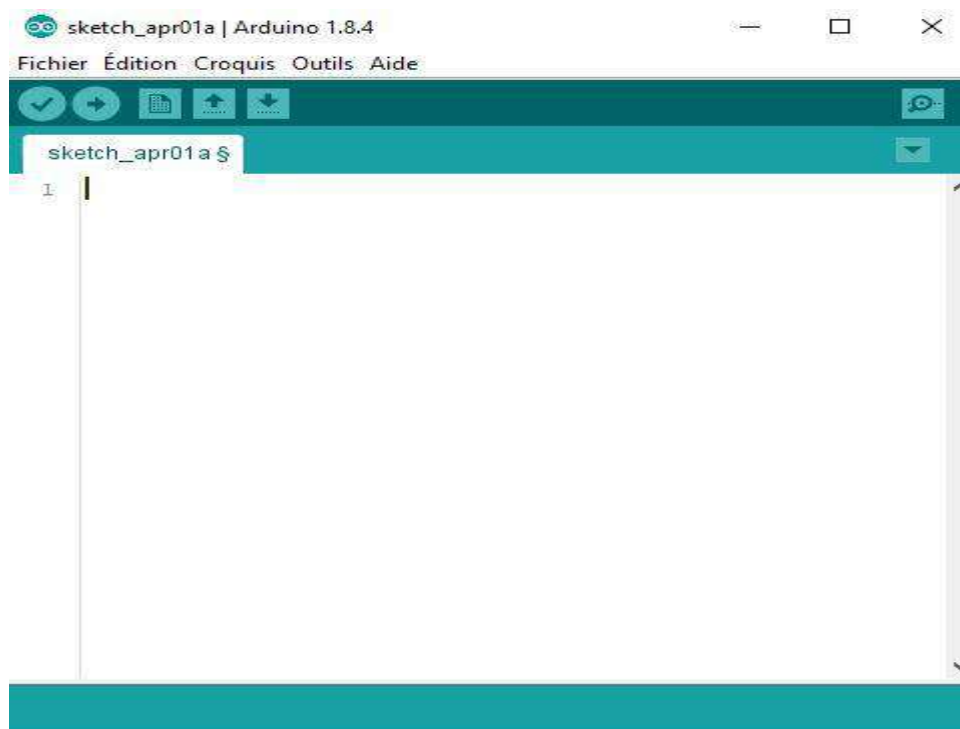 sketch_apr01a | Arduino 1.8.4
Fichier Édition Croquis Outils Aide
sketch_apr01a §
1